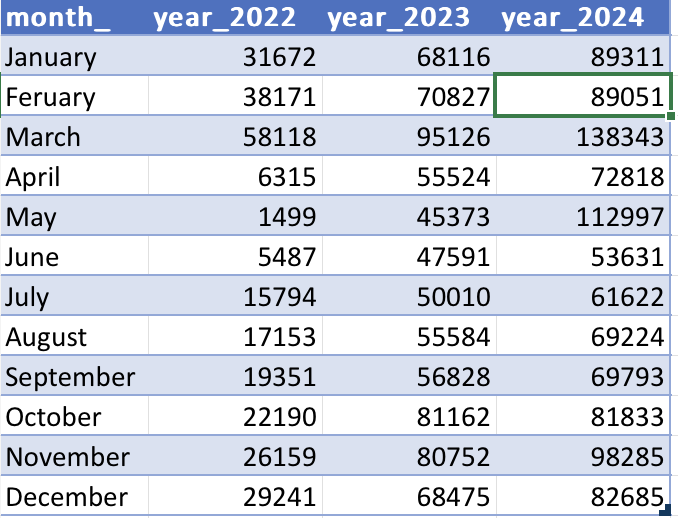 month_ year_2022 year_2023 year_2024
January 31672 68116 89311
Feruary 38171 70827 89051
March 58118 95126 138343
April 6315 55524 72818
May 1499 45373 112997
June 5487 47591 53631
July 15794 50010 61622
August 17153 55584 69224
September 19351 56828 69793
October 22190 81162 81833
November 26159 80752 98285
December 29241 68475 82685